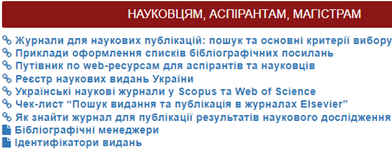 НАУКОВЦЯМ, АСПІРАНТАМ, МАГІСТРАМ
Журнали для наукових публікацій: пошук та основні критерії вибору
Приклади оформлення списків бібліографічних посилань
Путівник по web-ресурсам для аспірантів та науковців
Реєстр наукових видань України
Українські наукові журнали у Scopus та Web of Science
Чек-лист “Пошук видання та публікація в журналах Elsevier”
Як знайти журнал для публікації результатів наукового дослідження
Бібліографічні менеджери
Ідентифікатори видань